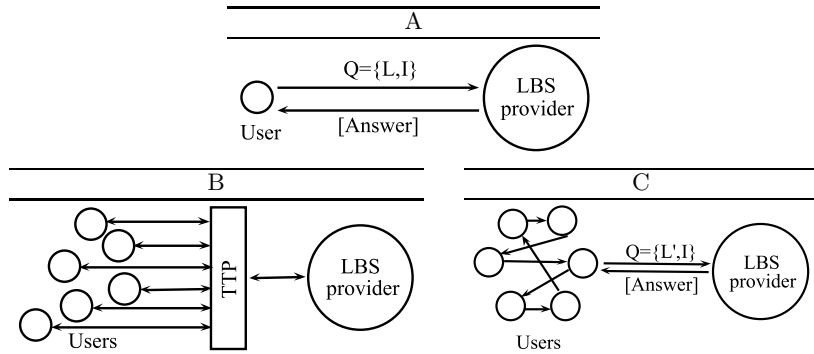 A
Q={L,I}
LBS
provider
User
[Answer]
B
TTP
LBS
provider
Users
C
Q={L',I}
[Answer]
LBS
provider
Users